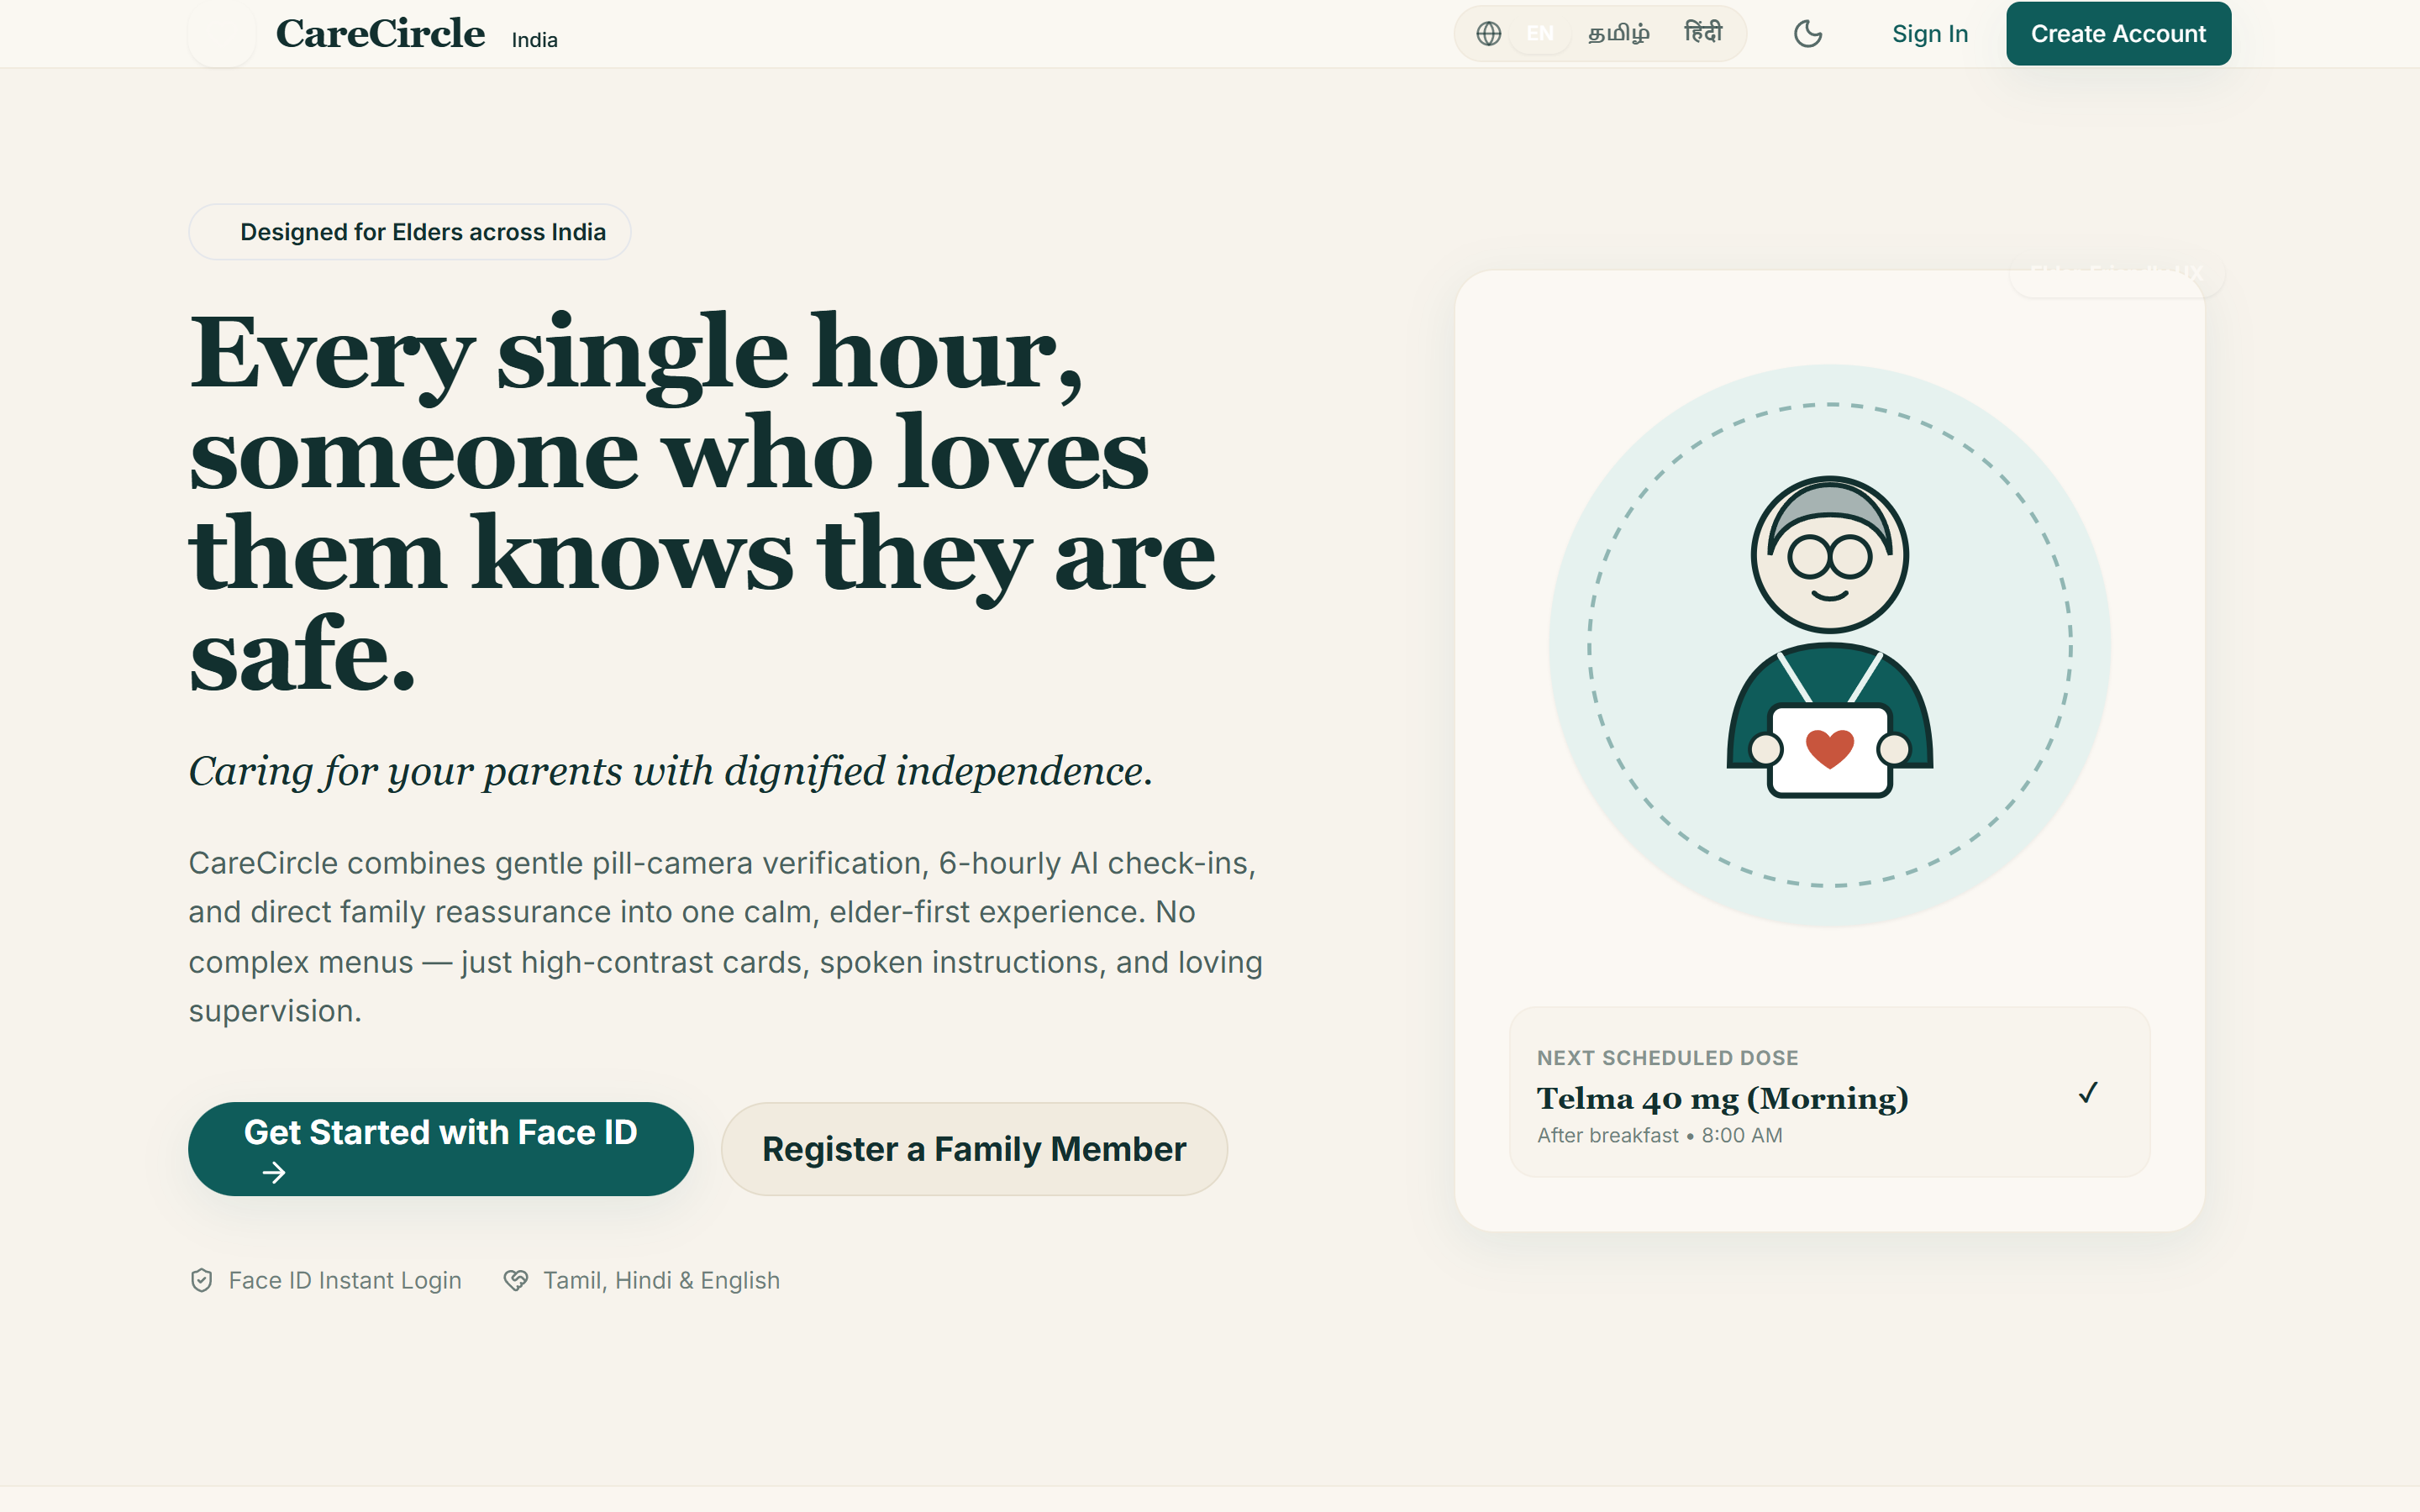 CareCircle India
EN தமிழ் हिंदी
Sign In
Create Account
Designed for Elders across India
Every single hour,
someone who loves
them knows they are
safe.
Caring for your parents with dignified independence.
CareCircle combines gentle pill-camera verification, 6-hourly AI check-ins,
and direct family reassurance into one calm, elder-first experience. No
complex menus — just high-contrast cards, spoken instructions, and loving
supervision.
Get Started with Face ID
→
Register a Family Member
Face ID Instant Login
Tamil, Hindi & English
NEXT SCHEDULED DOSE
Telma 40 mg (Morning)
After breakfast • 8:00 AM
✓